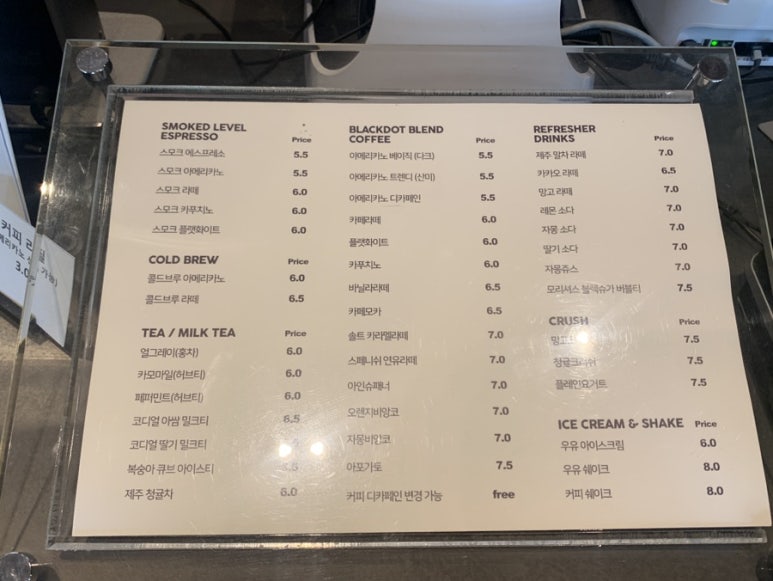 SMOKED LEVEL
ESPRESSO Price
스모크 에스프레소 5.5
스모크 아메리카노 5.5
스모크 라떼 6.0
스모크 카푸치노 6.0
스모크 플랫화이트 6.0
COLD BREW Price
콜드브루 아메리카노 6.0
콜드브루 라떼 6.5
TEA / MILK TEA Price
얼그레이(홍차) 6.0
카모마일(허브티) 6.0
페퍼민트(허브티) 6.0
코디얼 아쌈 밀크티 6.5
코디얼 딸기 밀크티
복숭아 큐브 아이스티
제주 청귤차 6.0
BLACKDOT BLEND
COFFEE Price
아메리카노 베이직 (다크) 5.5
아메리카노 트렌디 (산미) 5.5
아메리카노 디카페인 5.5
카페라떼 6.0
플랫화이트 6.0
카푸치노 6.0
바닐라라떼 6.5
카페모카 6.5
솔트 카라멜라떼 7.0
스페니쉬 연유라떼 7.0
아인슈패너 7.0
오렌지비앙코 7.0
자몽비앙코 7.0
아포가토 7.5
커피 디카페인 변경 가능 free
REFRESHER
DRINKS Price
제주 말차 라떼 7.0
카카오 라떼 6.5
망고 라떼 7.0
레몬 소다 7.0
자몽 소다 7.0
딸기 소다 7.0
자몽쥬스 7.0
모리셔스 블랙슈가 버블티 7.5
CRUSH Price
7.5
청귤크러쉬 7.5
플레인요거트 7.5
ICE CREAM & SHAKE Price
우유 아이스크림 6.0
우유 쉐이크 8.0
커피 쉐이크 8.0
커피